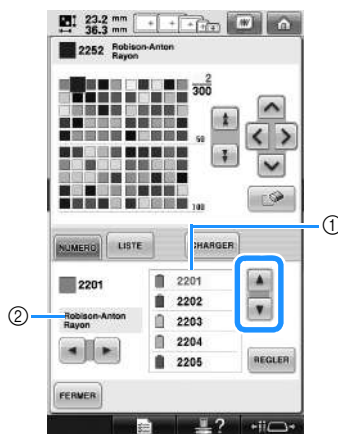 23.2 mm
36.3 mm
2252 Robison-Anton
Rayon
2
300
50
100
NUMERO
LISTE
CHARGER
①
2201
2201
2202
Robison-Anton
Rayon
②
2203
2204
2205
REGLER
FERMER
?